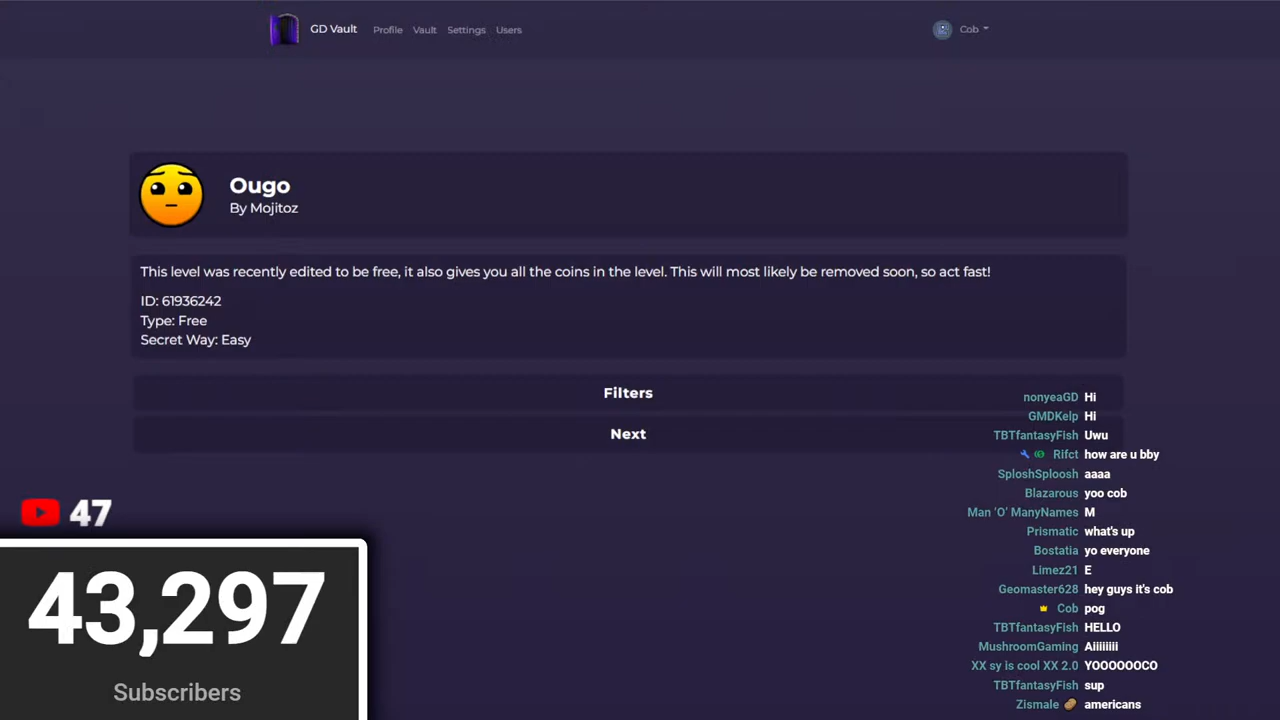 GD Vault Profile Vault Settings Users
Cob
Ougo
By Mojitoz
This level was recently edited to be free, it also gives you all the coins in the level. This will most likely be removed soon, so act fast!
ID: 61936242
Type: Free
Secret Way: Easy
Filters
Next
nonyeaGD Hi
GMDKelp Hi
TBTfantasyFish Uwu
Rifct how are u bby
SploshSploosh aaaa
Blazarous yoo cob
Man 'O' ManyNames M
Prismatic what's up
Bostatia yo everyone
Limez21 E
Geomaster628 hey guys it's cob
Cob pog
TBTfantasyFish HELLO
MushroomGaming Aiiiiiiii
XX sy is cool XX 2.0 YOOOOOOCO
TBTfantasyFish sup
Zismale americans
47
43,297
Subscribers